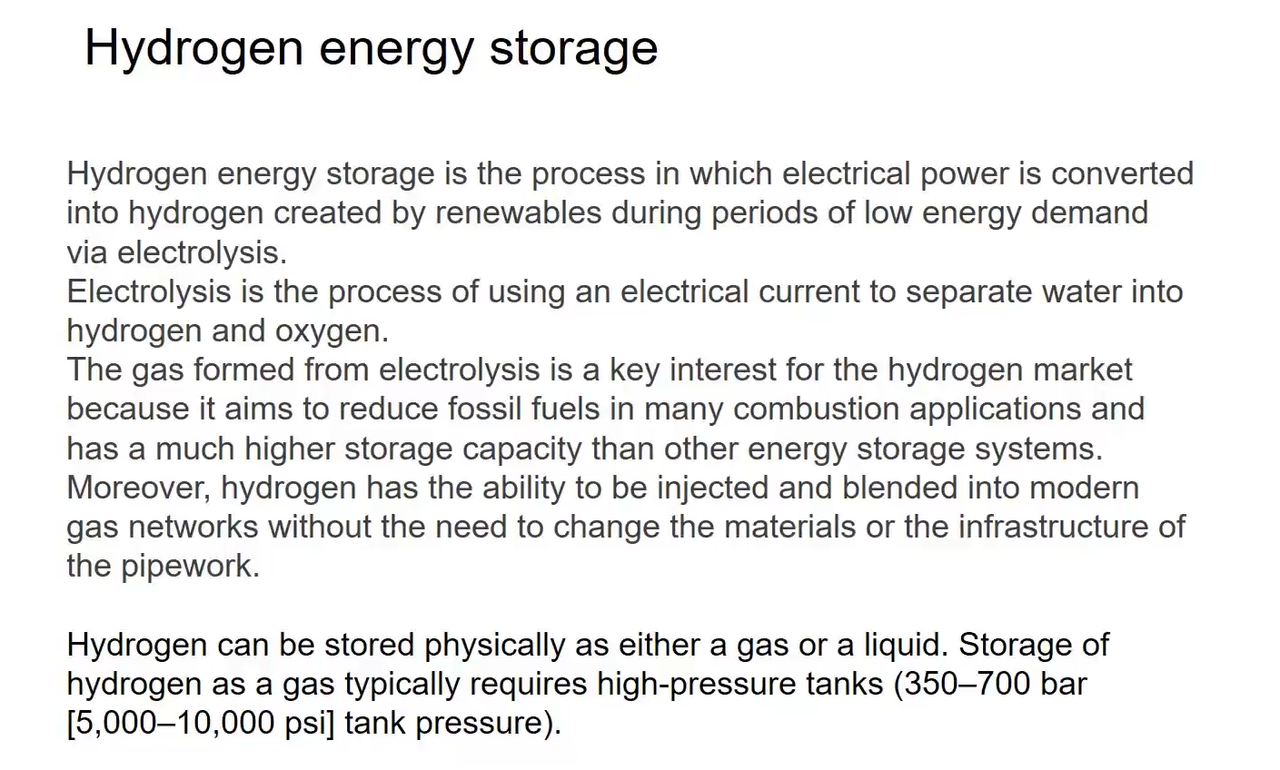 Hydrogen energy storage
Hydrogen energy storage is the process in which electrical power is converted
into hydrogen created by renewables during periods of low energy demand
via electrolysis.
Electrolysis is the process of using an electrical current to separate water into
hydrogen and oxygen.
The gas formed from electrolysis is a key interest for the hydrogen market
because it aims to reduce fossil fuels in many combustion applications and
has a much higher storage capacity than other energy storage systems.
Moreover, hydrogen has the ability to be injected and blended into modern
gas networks without the need to change the materials or the infrastructure of
the pipework.
Hydrogen can be stored physically as either a gas or a liquid. Storage of
hydrogen as a gas typically requires high-pressure tanks (350–700 bar
[5,000–10,000 psi] tank pressure).